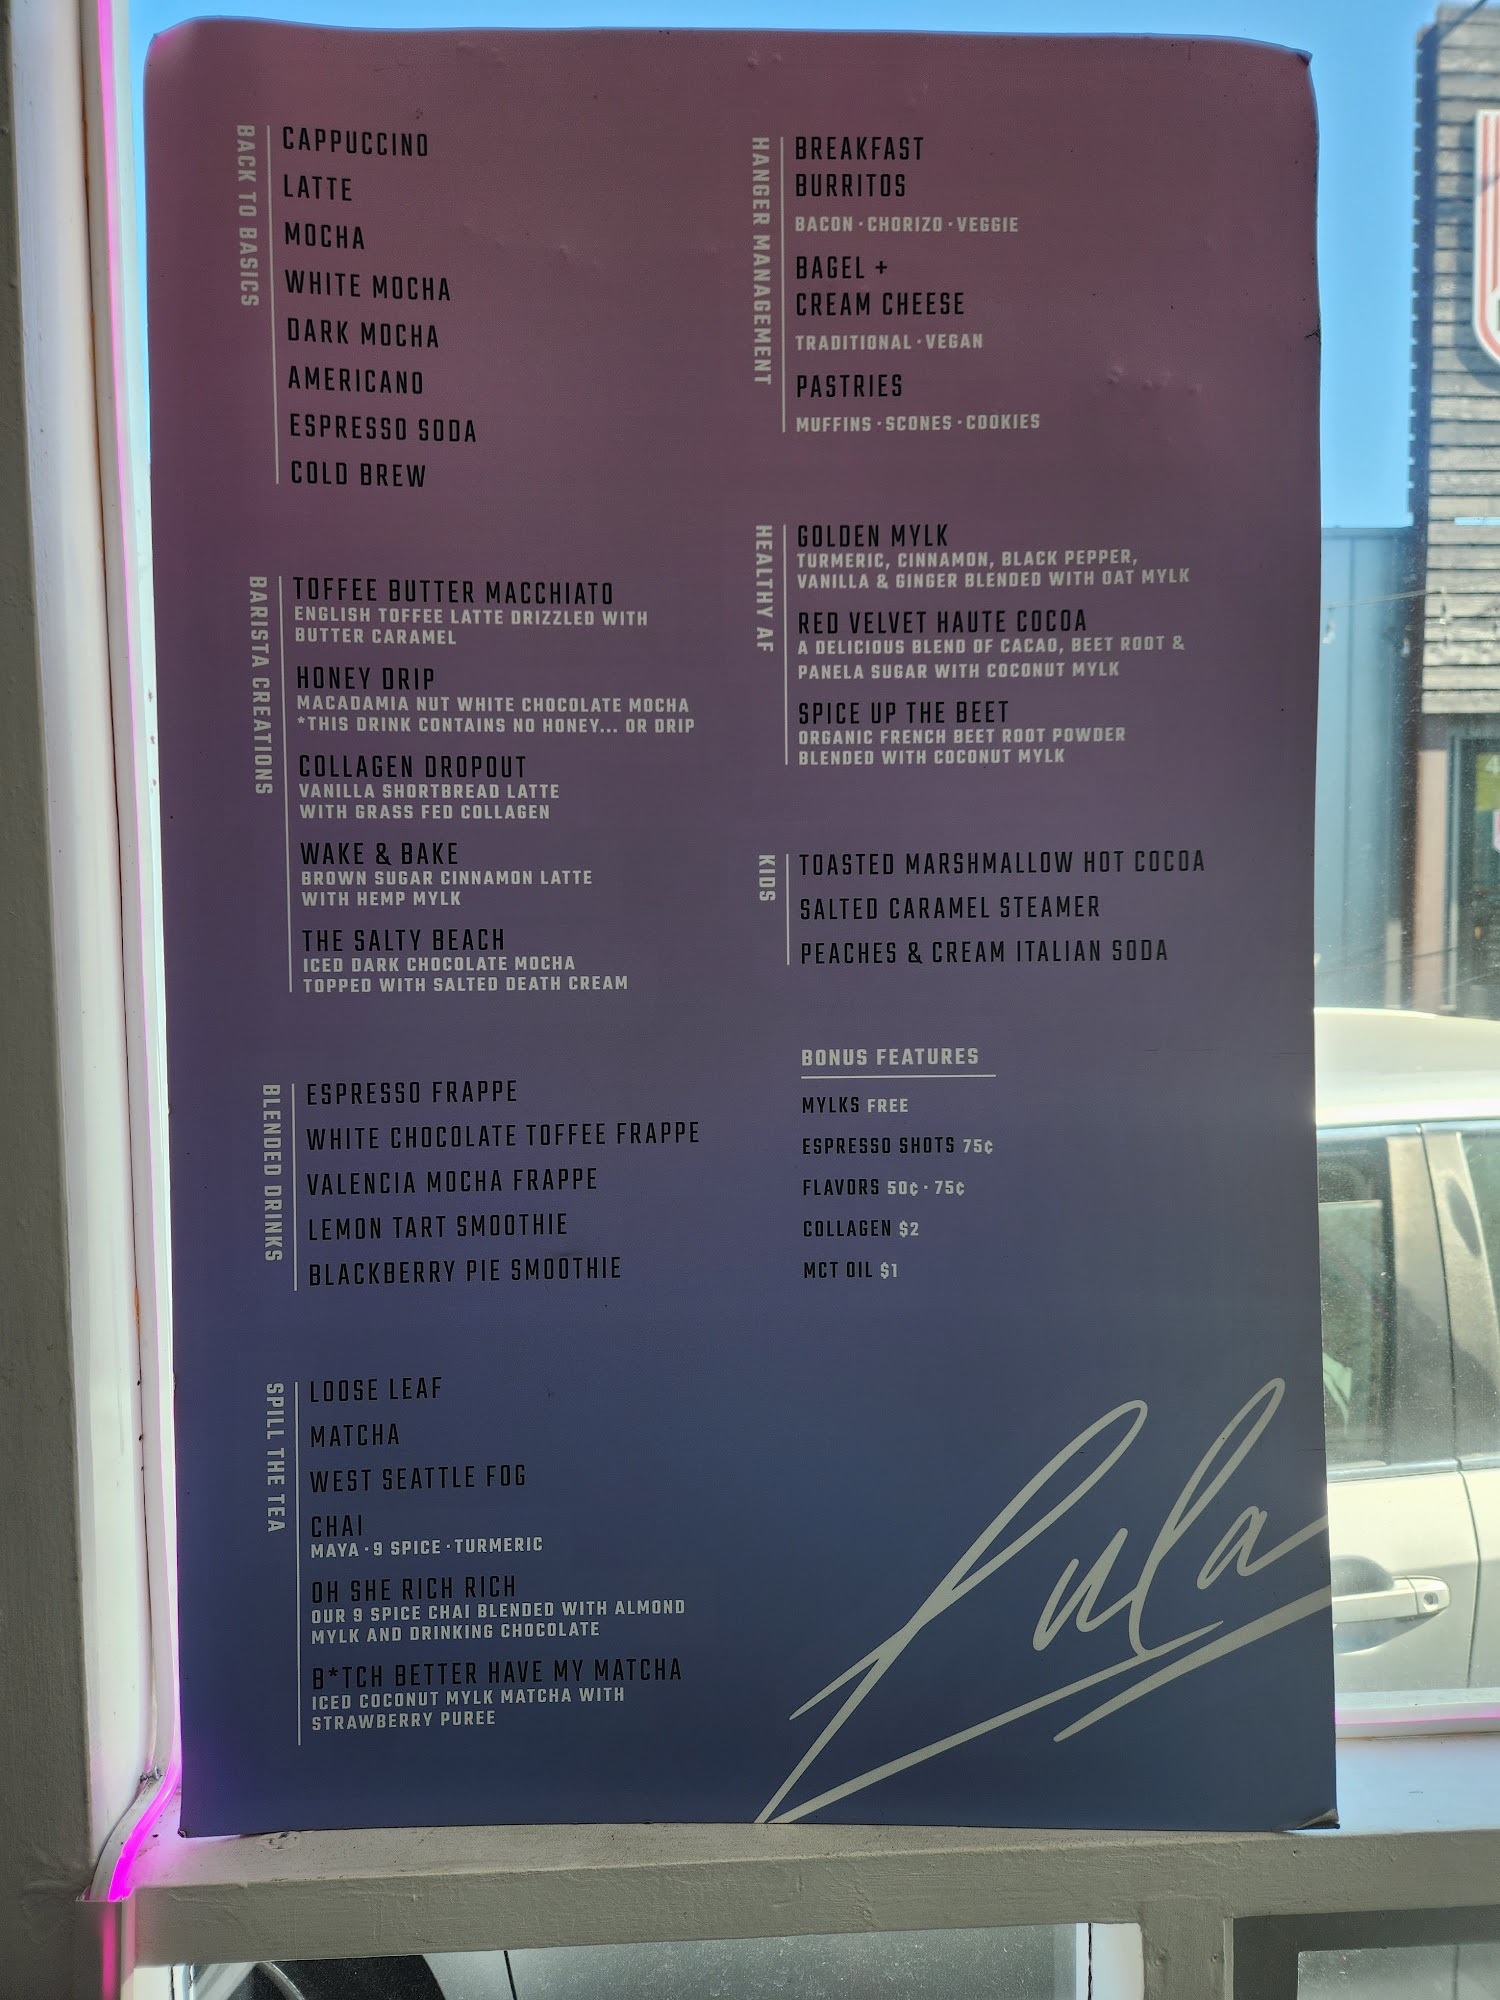 BACK TO BASICS
CAPPUCCINO
LATTE
MOCHA
WHITE MOCHA
DARK MOCHA
AMERICANO
ESPRESSO SODA
COLD BREW
BARISTA CREATIONS
TOFFEE BUTTER MACCHIATO
ENGLISH TOFFEE LATTE DRIZZLED WITH
BUTTER CARAMEL
HONEY DRIP
MACADAMIA NUT WHITE CHOCOLATE MOCHA
*THIS DRINK CONTAINS NO HONEY... OR DRIP
COLLAGEN DROPOUT
VANILLA SHORTBREAD LATTE
WITH GRASS FED COLLAGEN
WAKE & BAKE
BROWN SUGAR CINNAMON LATTE
WITH HEMP MYLK
THE SALTY BEACH
ICED DARK CHOCOLATE MOCHA
TOPPED WITH SALTED DEATH CREAM
BLENDED DRINKS
ESPRESSO FRAPPE
WHITE CHOCOLATE TOFFEE FRAPPE
VALENCIA MOCHA FRAPPE
LEMON TART SMOOTHIE
BLACKBERRY PIE SMOOTHIE
SPILL THE TEA
LOOSE LEAF
MATCHA
WEST SEATTLE FOG
CHAI
MAYA · 9 SPICE · TURMERIC
OH SHE RICH RICH
OUR 9 SPICE CHAI BLENDED WITH ALMOND
MYLK AND DRINKING CHOCOLATE
B*TCH BETTER HAVE MY MATCHA
ICED COCONUT MYLK MATCHA WITH
STRAWBERRY PUREE
HANGER MANAGEMENT
BREAKFAST
BURRITOS
BACON · CHORIZO · VEGGIE
BAGEL +
CREAM CHEESE
TRADITIONAL · VEGAN
PASTRIES
MUFFINS · SCONES · COOKIES
HEALTHY AF
GOLDEN MYLK
TURMERIC, CINNAMON, BLACK PEPPER,
VANILLA & GINGER BLENDED WITH OAT MYLK
RED VELVET HAUTE COCOA
A DELICIOUS BLEND OF CACAO, BEET ROOT &
PANELA SUGAR WITH COCONUT MYLK
SPICE UP THE BEET
ORGANIC FRENCH BEET ROOT POWDER
BLENDED WITH COCONUT MYLK
KIDS
TOASTED MARSHMALLOW HOT COCOA
SALTED CARAMEL STEAMER
PEACHES & CREAM ITALIAN SODA
BONUS FEATURES
MYLKS FREE
ESPRESSO SHOTS 75¢
FLAVORS 50¢ · 75¢
COLLAGEN $2
MCT OIL $1
Lula